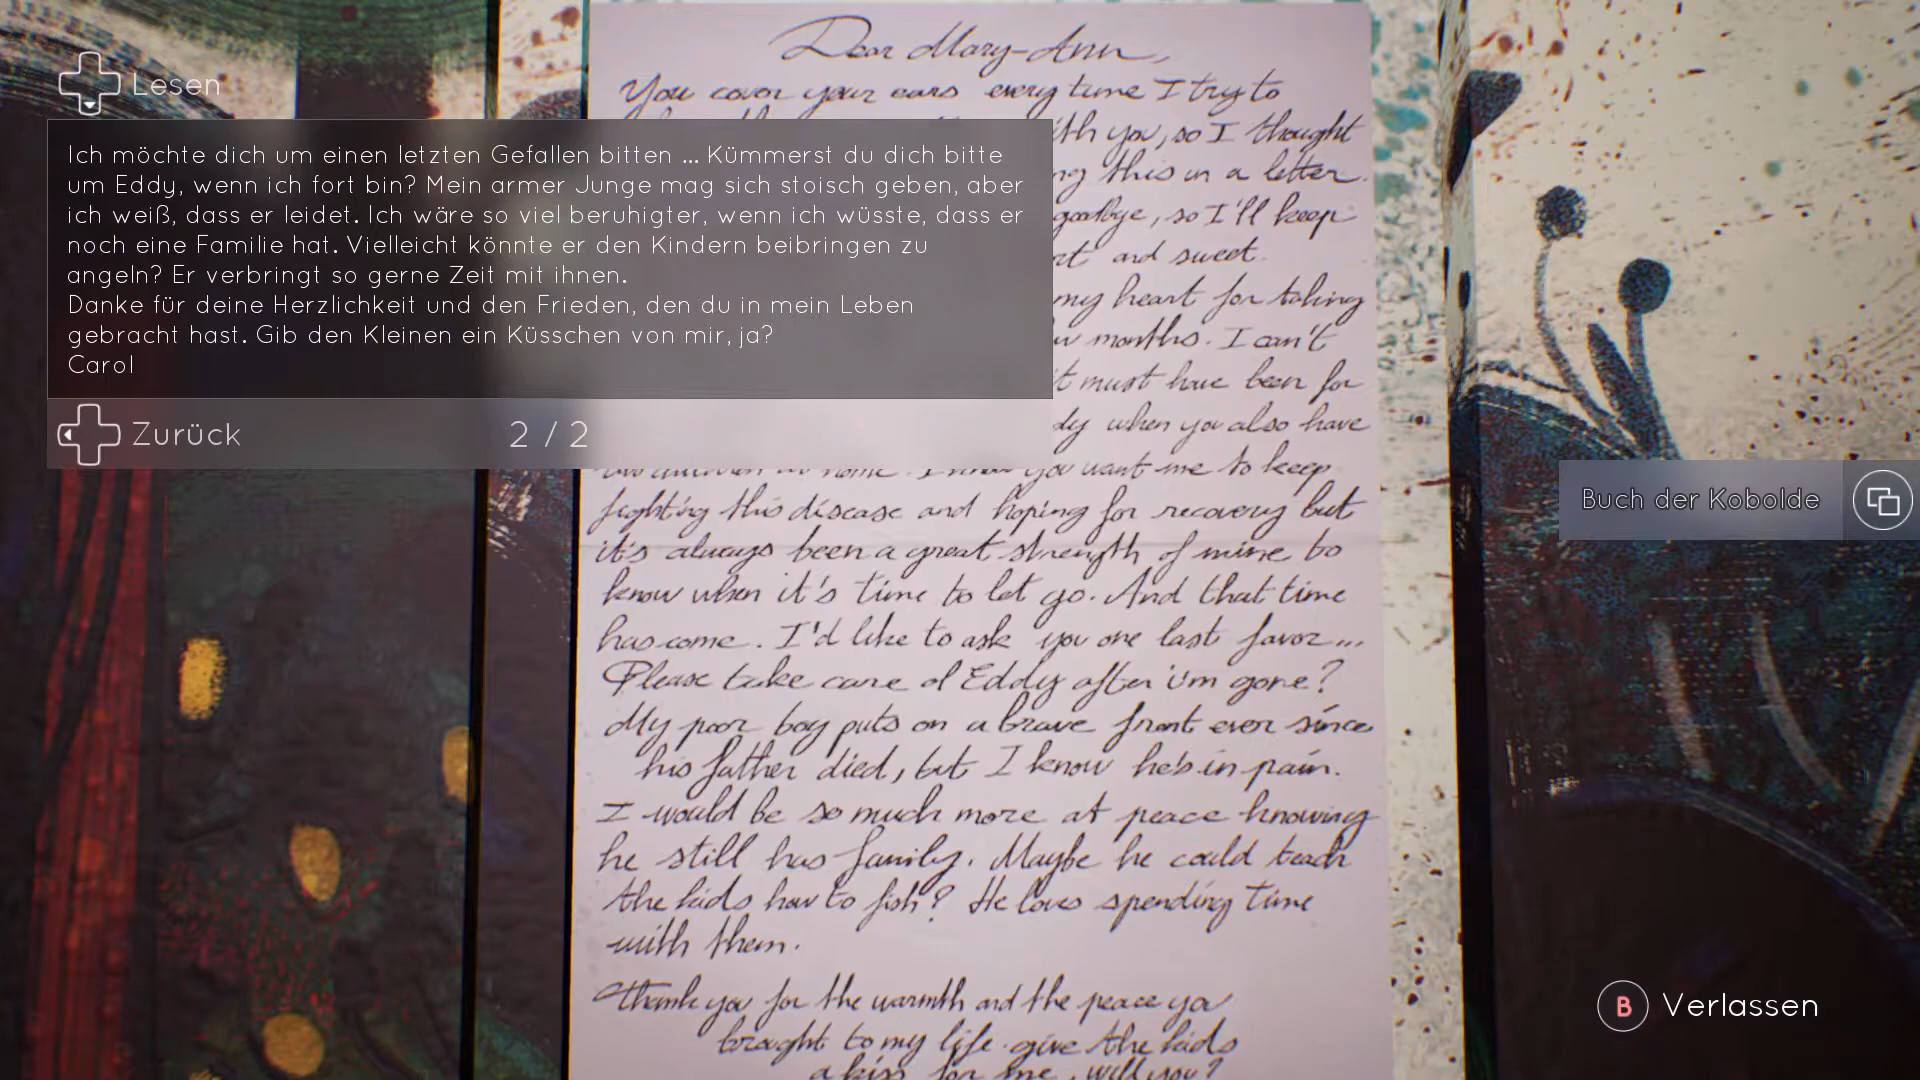 Lesen
Ich möchte dich um einen letzten Gefallen bitten ... Kümmerst du dich bitte
um Eddy, wenn ich fort bin? Mein armer Junge mag sich stoisch geben, aber
ich weiß, dass er leidet. Ich wäre so viel beruhigter, wenn ich wüsste, dass er
noch eine Familie hat. Vielleicht könnte er den Kindern beibringen zu
angeln? Er verbringt so gerne Zeit mit ihnen.
Danke für deine Herzlichkeit und den Frieden, den du in mein Leben
gebracht hast. Gib den Kleinen ein Küsschen von mir, ja?
Carol
Zurück
2 / 2
Dear Mary-Ann,
You cover your ears every time I try to
with you, so I thought
this in a letter.
goodbye, so I'll keep
and sweet.
my heart for taking
months. I can't
it must have been for
when you also have
home. I know you want me to keep
fighting this disease and hoping for recovery but
it's always been a great strength of mine to
know when it's time to let go. And that time
has come. I'd like to ask you one last favor...
Please take care of Eddy after i'm gone?
My poor boy puts on a brave front ever since
his father died, but I know he's in pain.
I would be so much more at peace knowing
he still has family. Maybe he could teach
the kids how to fish? He loves spending time
with them.
thank you for the warmth and the peace you
brought to my life. give the kids
a kiss for me, will you?
Buch der Kobolde
B Verlassen